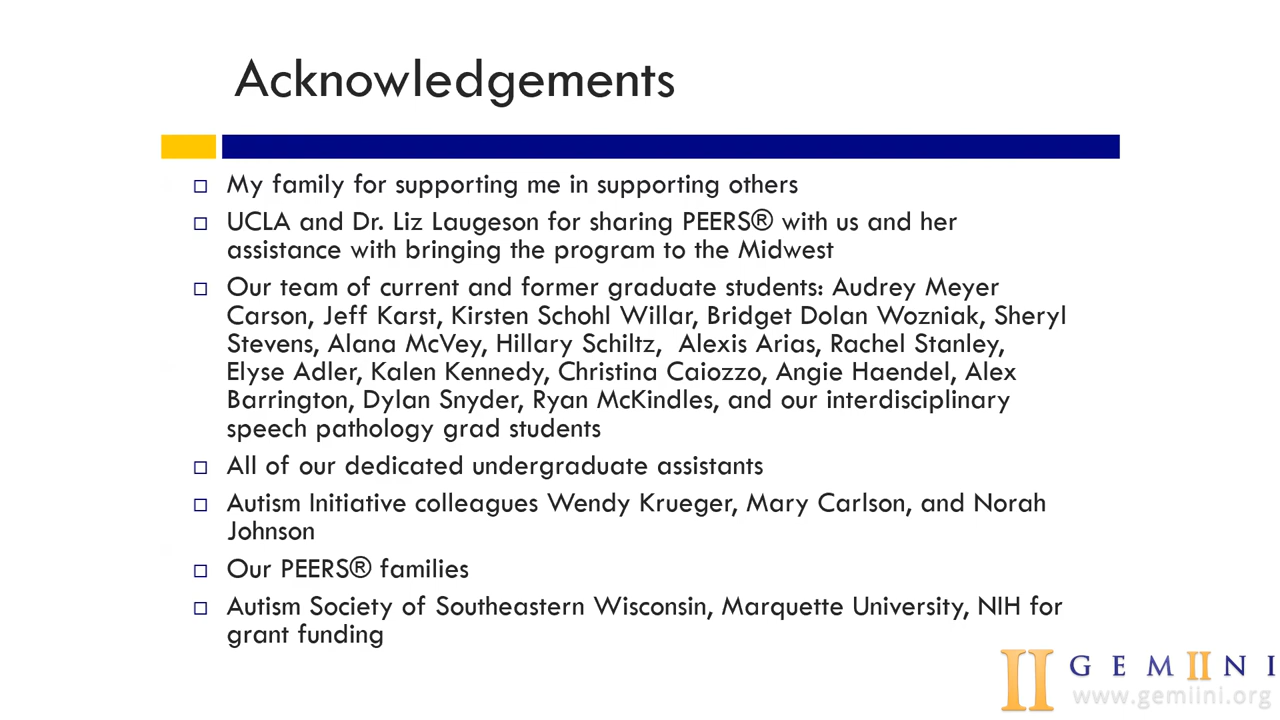 Acknowledgements
My family for supporting me in supporting others
UCLA and Dr. Liz Laugeson for sharing PEERS® with us and her
assistance with bringing the program to the Midwest
Our team of current and former graduate students: Audrey Meyer
Carson, Jeff Karst, Kirsten Schohl Willar, Bridget Dolan Wozniak, Sheryl
Stevens, Alana McVey, Hillary Schiltz,  Alexis Arias, Rachel Stanley,
Elyse Adler, Kalen Kennedy, Christina Caiozzo, Angie Haendel, Alex
Barrington, Dylan Snyder, Ryan McKindles, and our interdisciplinary
speech pathology grad students
All of our dedicated undergraduate assistants
Autism Initiative colleagues Wendy Krueger, Mary Carlson, and Norah
Johnson
Our PEERS® families
Autism Society of Southeastern Wisconsin, Marquette University, NIH for
grant funding
II GEMIINI
www.gemiini.org